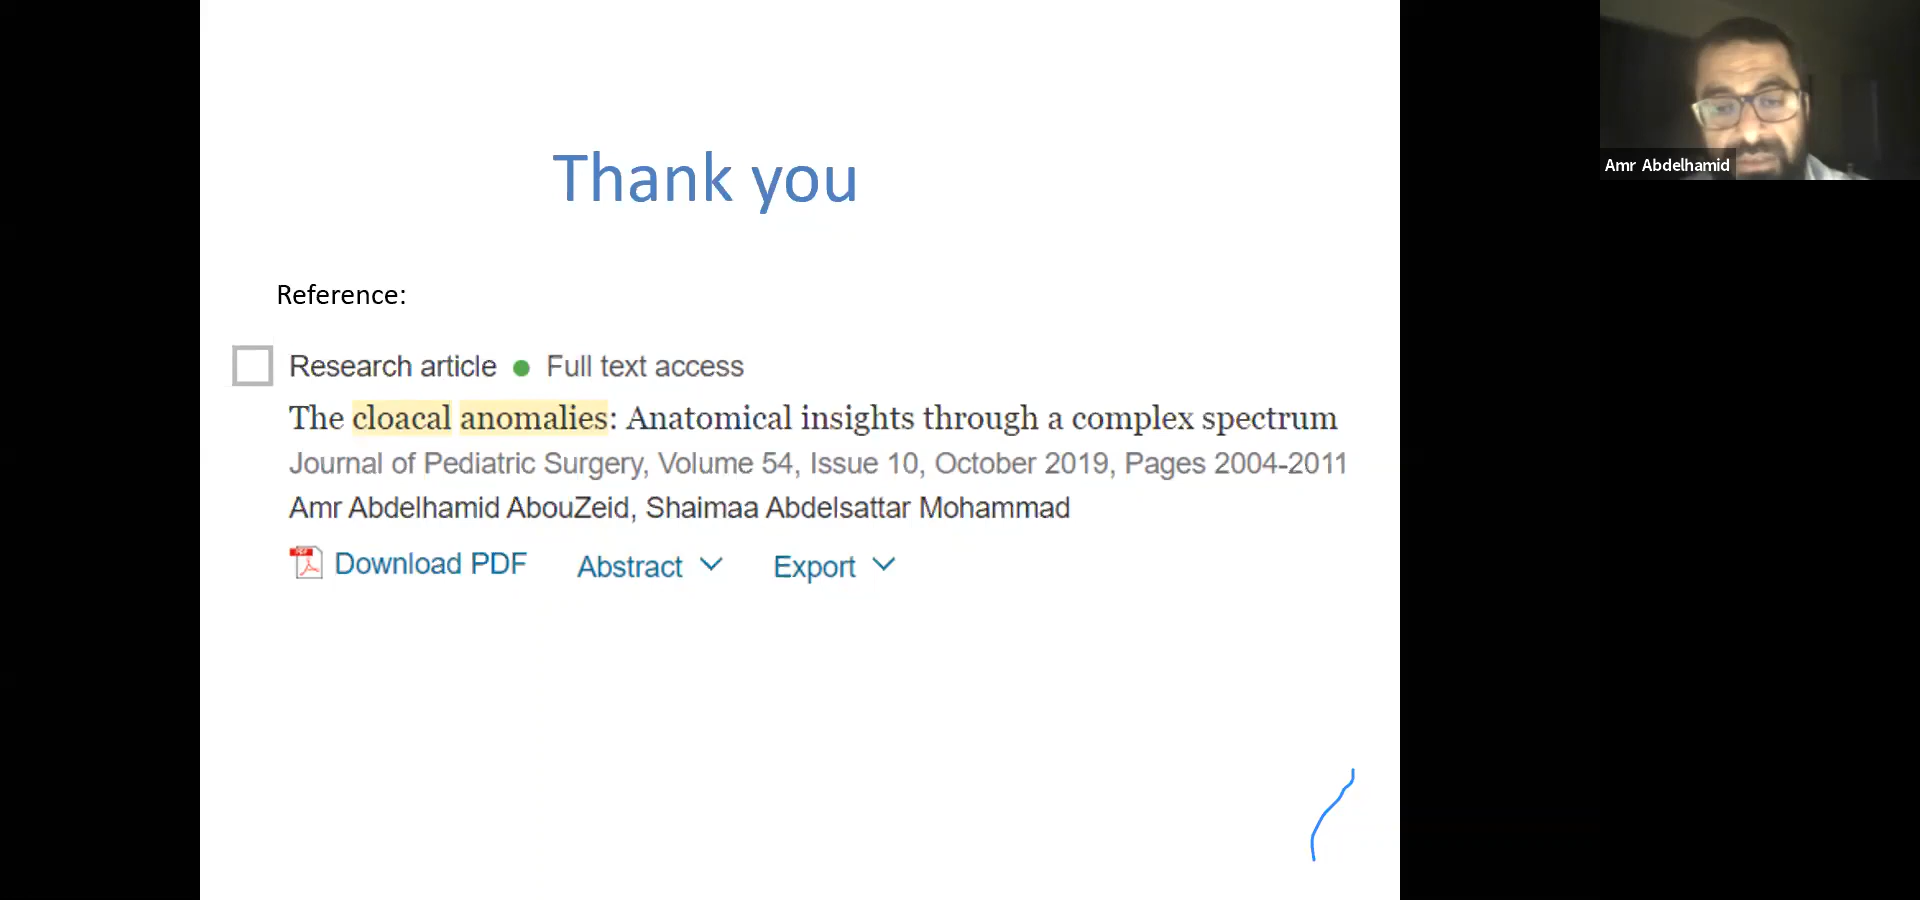 Thank you
Amr Abdelhamid
Reference:
Research article ● Full text access
The cloacal anomalies: Anatomical insights through a complex spectrum
Journal of Pediatric Surgery, Volume 54, Issue 10, October 2019, Pages 2004-2011
Amr Abdelhamid AbouZeid, Shaimaa Abdelsattar Mohammad
PDF Download PDF Abstract Export